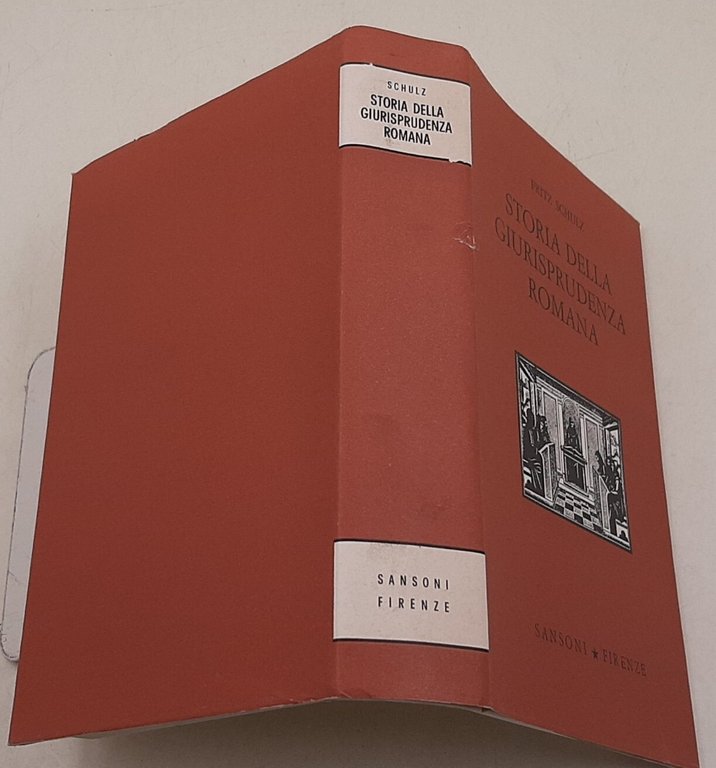 SCHULZ
STORIA DELLA
GIURISPRUDENZA
ROMANA
SANSONI
FIRENZE
FRITZ SCHULZ
STORIA DELLA
GIURISPRUDENZA
ROMANA
SANSONI ★ FIRENZE